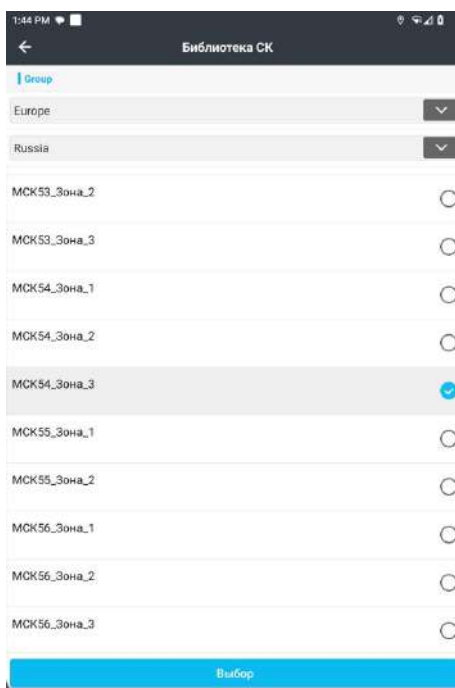 1:44 PM
Библиотека СК
Group
Europe
Russia
МСК53_Зона_2
МСК53_Зона_3
МСК54_Зона_1
МСК54_Зона_2
МСК54_Зона_3
МСК55_Зона_1
МСК55_Зона_2
МСК56_Зона_1
МСК56_Зона_2
МСК56_Зона_3
Выбор